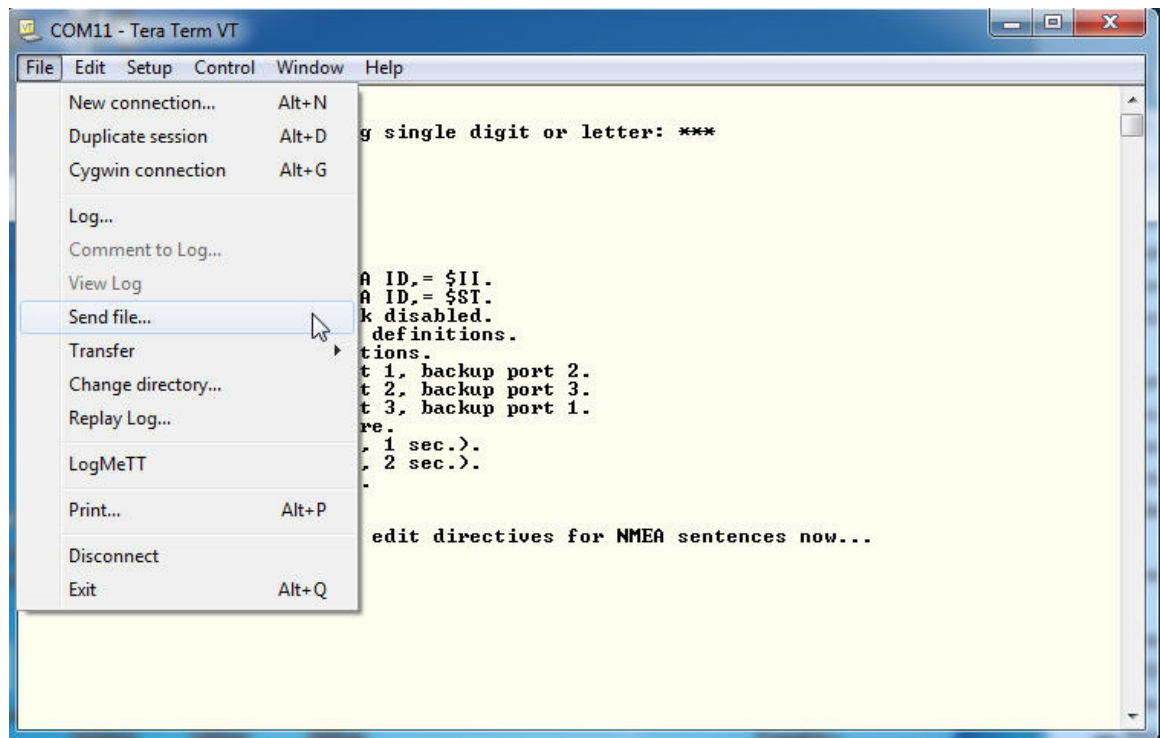 COM11 - Tera Term VT
File Edit Setup Control Window Help
New connection... Alt+N
Duplicate session Alt+D
Cygwin connection Alt+G
Log...
Comment to Log...
View Log
Send file...
Transfer
Change directory...
Replay Log...
LogMeTT
Print... Alt+P
Disconnect
Exit Alt+Q
g single digit or letter: ***
A ID,= $II.
A ID,= $ST.
k disabled.
definitions.
tions.
t 1, backup port 2.
t 2, backup port 3.
t 3, backup port 1.
re.
, 1 sec.).
, 2 sec.).
.
edit directives for NMEA sentences now...